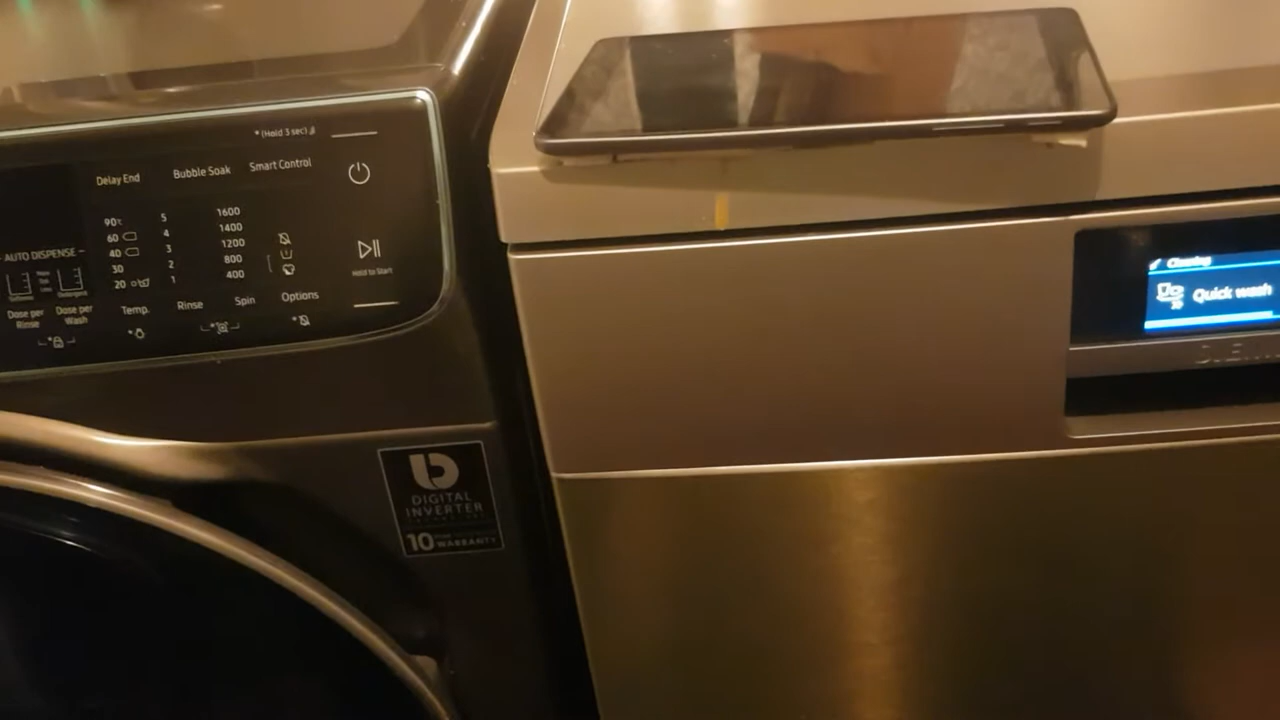 * (Hold 3 sec)
Delay End
Bubble Soak
Smart Control
90℃
60
40
30
20
5
4
3
2
1
1600
1400
1200
800
400
AUTO DISPENSE
Hold to Start
Dose per
Rinse
Dose per
Wash
Temp.
Rinse
Spin
Options
DIGITAL
INVERTER
10
WARRANTY
Cleaning
Quick wash